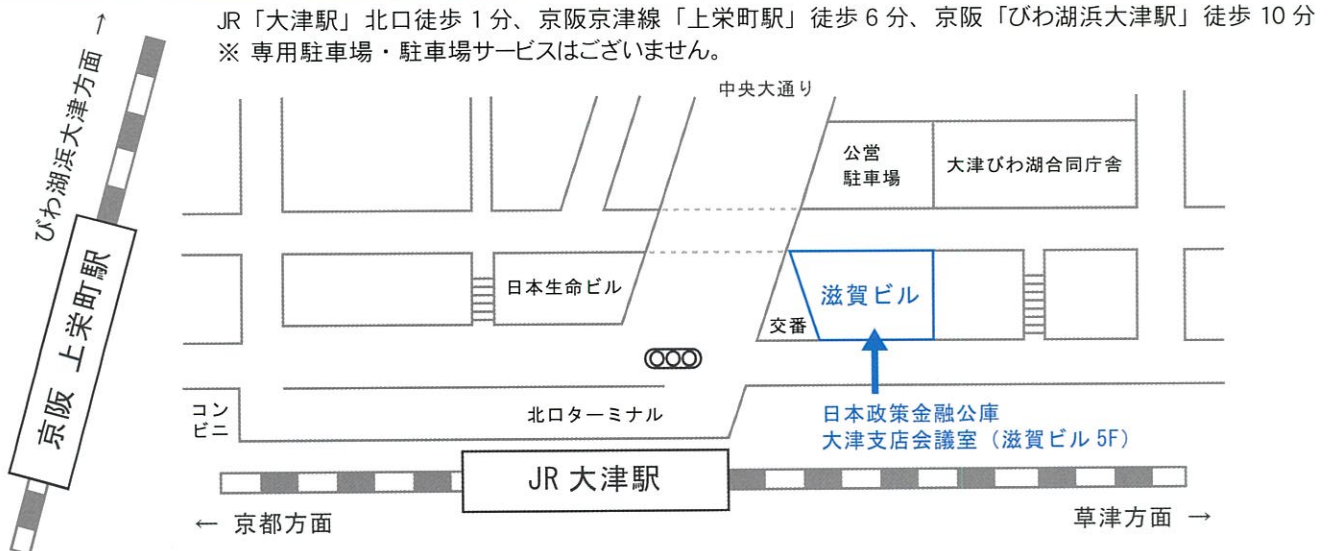 JR「大津駅」北口徒歩 1 分、京阪京津線「上栄町駅」徒歩 6 分、京阪「びわ湖浜大津駅」徒歩 10 分
※ 専用駐車場・駐車場サービスはございません。
びわ湖浜大津方面 →
中央大通り
公営
駐車場
大津びわ湖合同庁舎
京阪 上栄町駅
日本生命ビル
滋賀ビル
交番
コン
ビニ
北口ターミナル
日本政策金融公庫
大津支店会議室（滋賀ビル 5F）
JR 大津駅
← 京都方面
草津方面 →